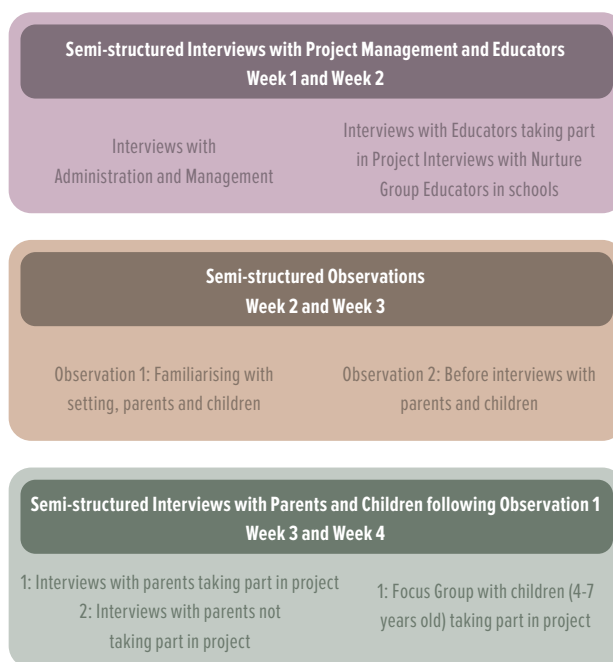 Semi-structured Interviews with Project Management and Educators
Week 1 and Week 2
Interviews with
Administration and Management
Interviews with Educators taking part
in Project Interviews with Nurture
Group Educators in schools
Semi-structured Observations
Week 2 and Week 3
Observation 1: Familiarising with
setting, parents and children
Observation 2: Before interviews with
parents and children
Semi-structured Interviews with Parents and Children following Observation 1
Week 3 and Week 4
1: Interviews with parents taking part in project
2: Interviews with parents not
taking part in project
1: Focus Group with children (4-7
years old) taking part in project